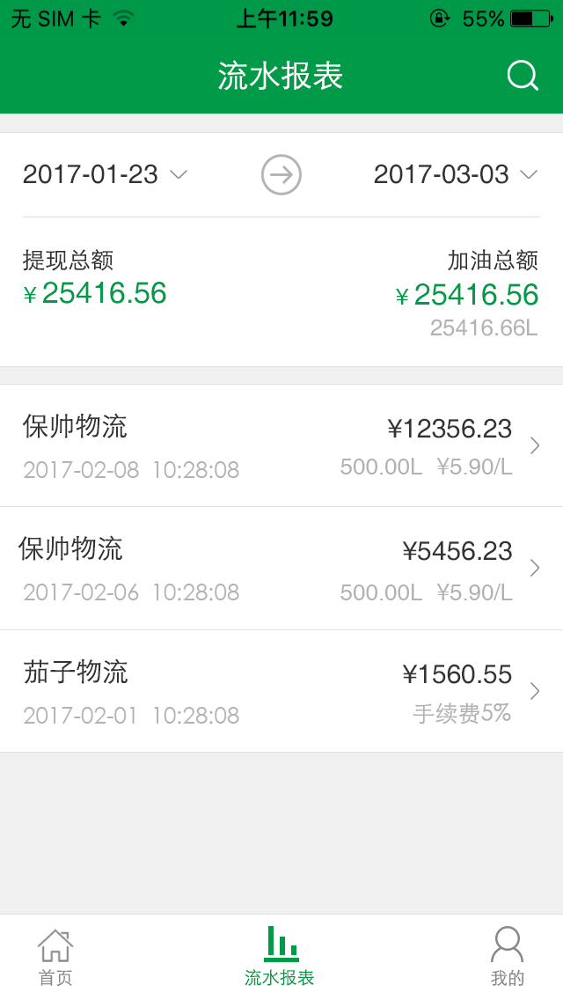 无 SIM 卡 上午11:59 55%
流水报表
2017-01-23 2017-03-03
提现总额 加油总额
¥25416.56 ¥25416.56
25416.66L
保帅物流 ¥12356.23
2017-02-08 10:28:08 500.00L ¥5.90/L
保帅物流 ¥5456.23
2017-02-06 10:28:08 500.00L ¥5.90/L
茄子物流 ¥1560.55
2017-02-01 10:28:08 手续费5%
首页 流水报表 我的